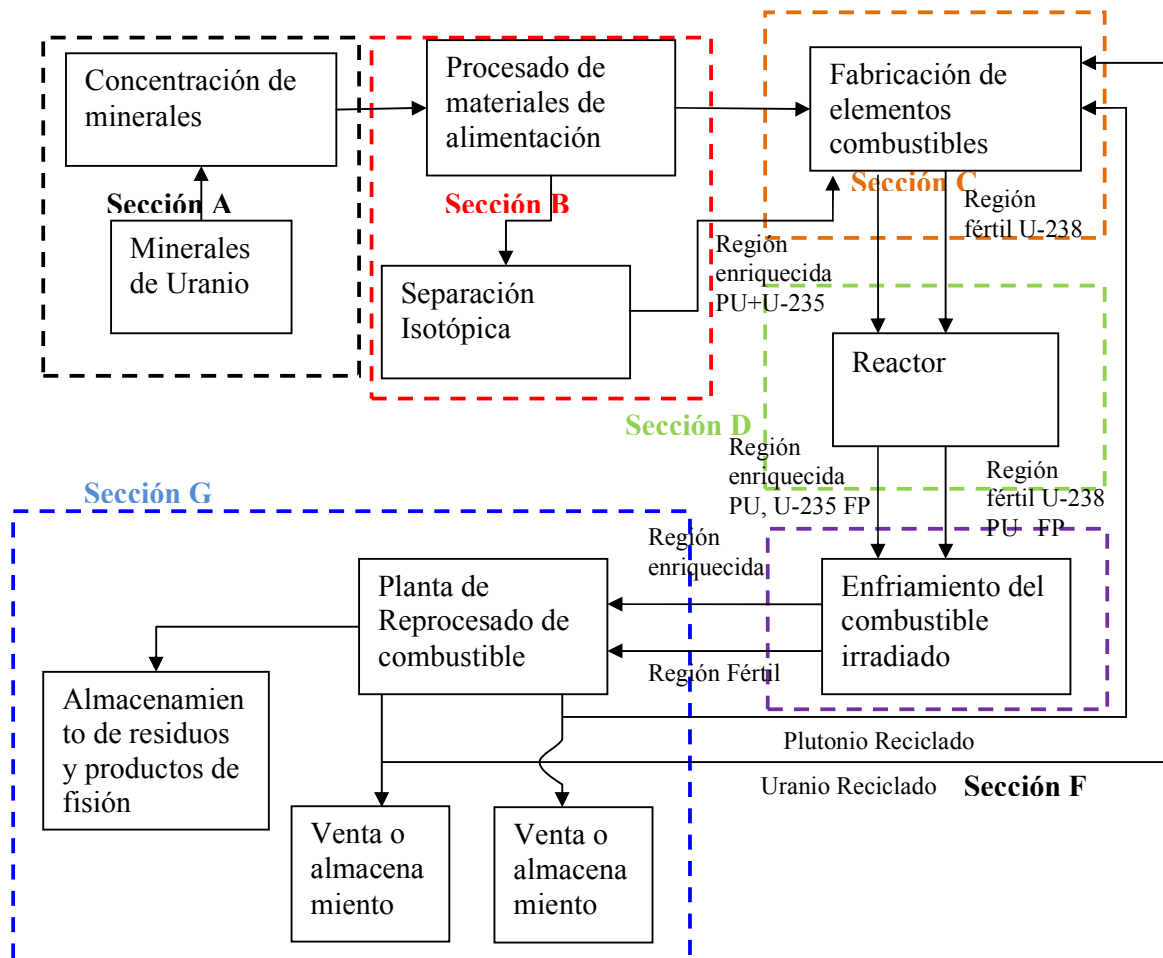 Concentración de
minerales
Sección A
Minerales
de Uranio
Procesado de
materiales de
alimentación
Sección B
Separación
Isotópica
Región
enriquecida
PU+U-235
Fabricación de
elementos
combustibles
Sección C
Región
fértil U-238
Reactor
Sección D
Región
enriquecida
PU, U-235 FP
Región
fértil U-238
PU FP
Enfriamiento del
combustible
irradiado
Región
enriquecida
Región Fértil
Sección G
Planta de
Reprocesado de
combustible
Almacenamien
to de residuos
y productos de
fisión
Venta o
almacena
miento
Venta o
almacena
miento
Plutonio Reciclado
Uranio Reciclado
Sección F